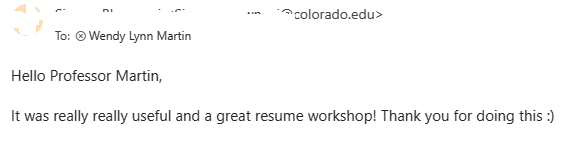 @colorado.edu>
To: Wendy Lynn Martin
Hello Professor Martin,
It was really really useful and a great resume workshop! Thank you for doing this :)